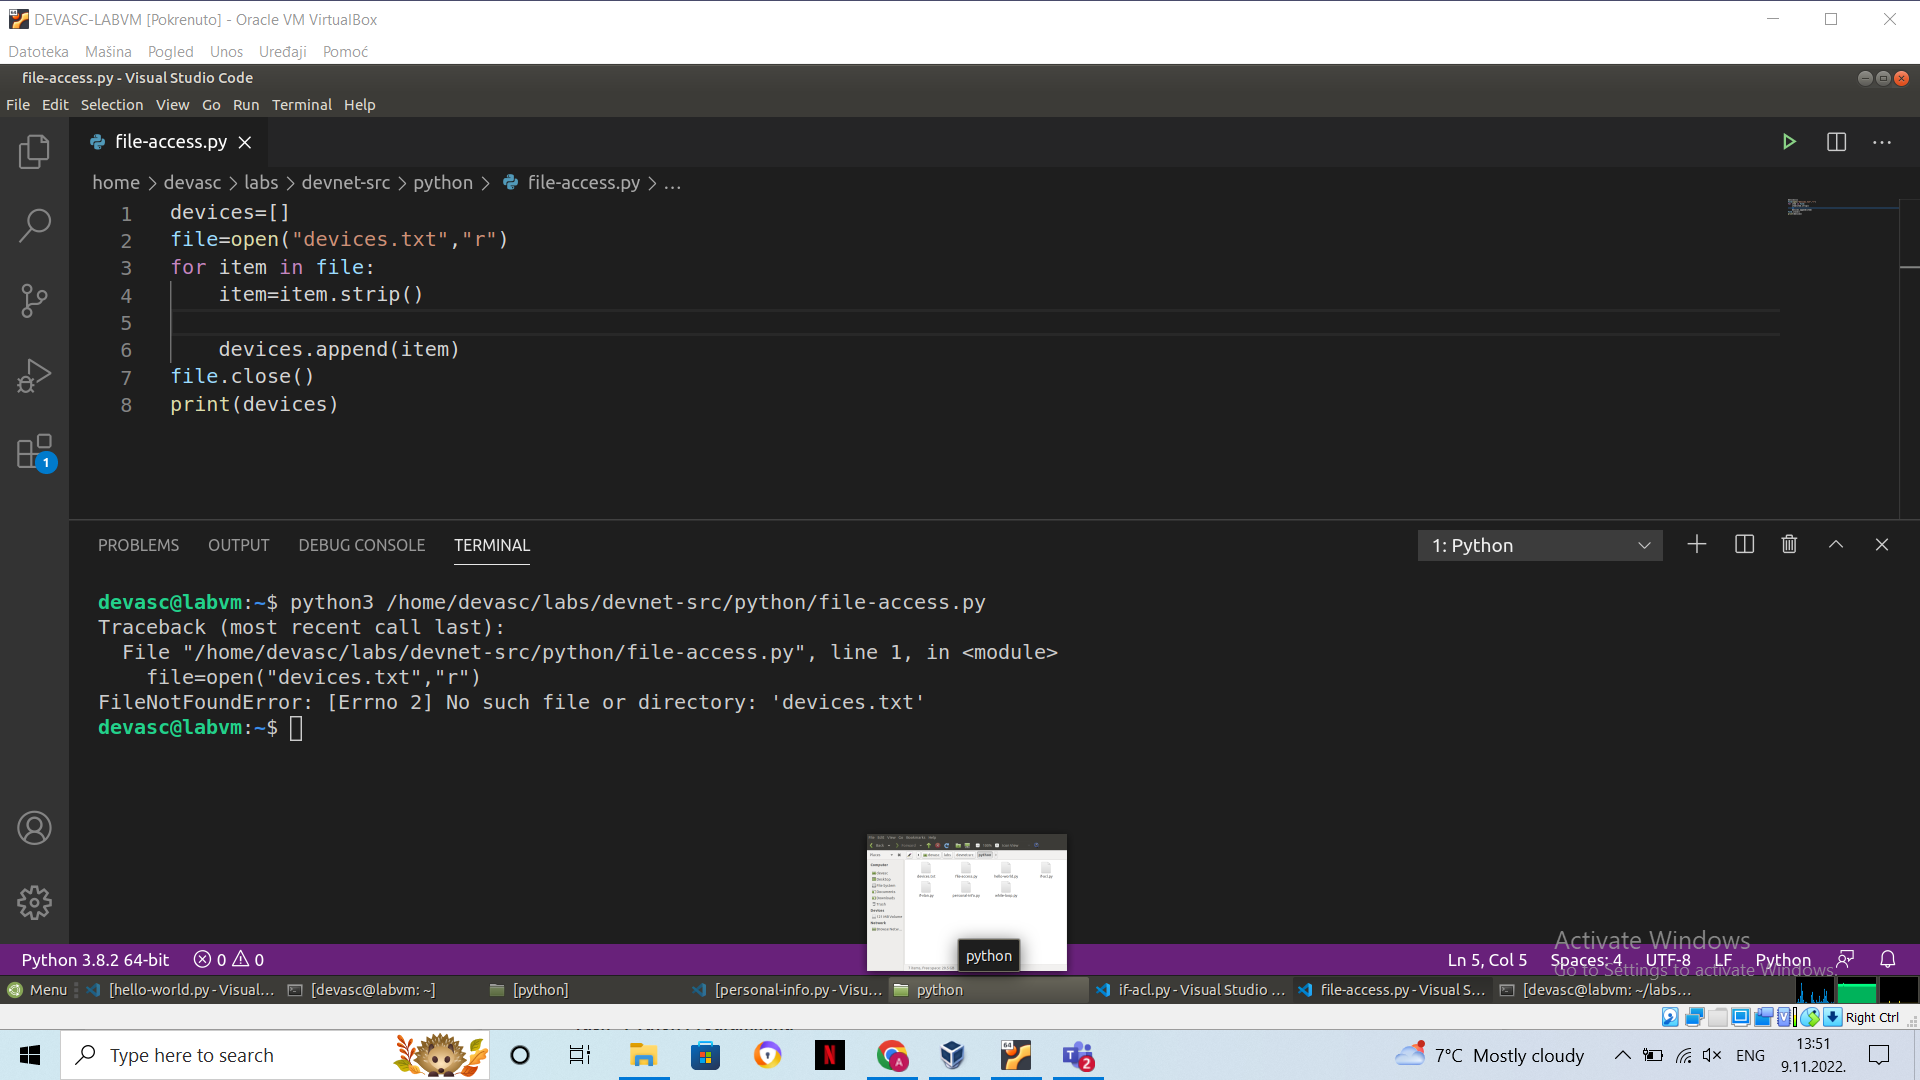 DEVASC-LABVM [Pokrenuto] - Oracle VM VirtualBox
Datoteka Mašina Pogled Unos Uređaji Pomoć
file-access.py - Visual Studio Code
File Edit Selection View Go Run Terminal Help
file-access.py
home > devasc > labs > devnet-src > python > file-access.py > ...
1 devices=[]
2 file=open("devices.txt","r")
3 for item in file:
4     item=item.strip()
5
6     devices.append(item)
7 file.close()
8 print(devices)
1
PROBLEMS OUTPUT DEBUG CONSOLE TERMINAL
1: Python
devasc@labvm:~$ python3 /home/devasc/labs/devnet-src/python/file-access.py
Traceback (most recent call last):
  File "/home/devasc/labs/devnet-src/python/file-access.py", line 1, in <module>
    file=open("devices.txt","r")
FileNotFoundError: [Errno 2] No such file or directory: 'devices.txt'
devasc@labvm:~$
python
Activate Windows
Go to Settings to activate Windows.
Python 3.8.2 64-bit 0 0 Ln 5, Col 5 Spaces: 4 UTF-8 LF Python
Menu [hello-world.py - Visual... [devasc@labvm: ~] [python] [personal-info.py - Visu... python if-acl.py - Visual Studio ... file-access.py - Visual S... [devasc@labvm: ~/labs...
Right Ctrl
Type here to search
64
N
A
2
7°C Mostly cloudy
ENG
13:51
9.11.2022.